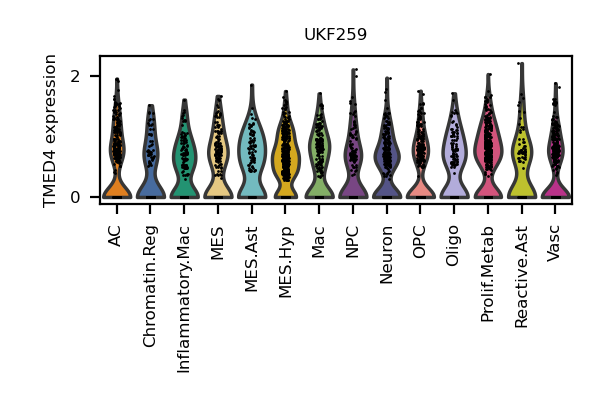 UKF259
TMED4 expression
2
0
AC
Chromatin.Reg
Inflammatory.Mac
MES
MES.Ast
MES.Hyp
Mac
NPC
Neuron
OPC
Oligo
Prolif.Metab
Reactive.Ast
Vasc